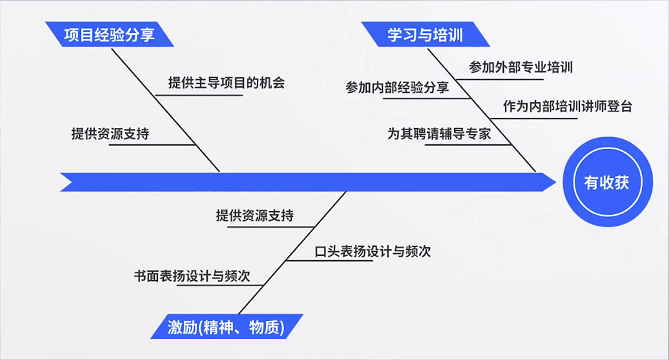 项目经验分享
学习与培训
提供主导项目的机会
提供资源支持
参加外部专业培训
参加内部经验分享
作为内部培训讲师登台
为其聘请辅导专家
有收获
提供资源支持
口头表扬设计与频次
书面表扬设计与频次
激励(精神、物质)